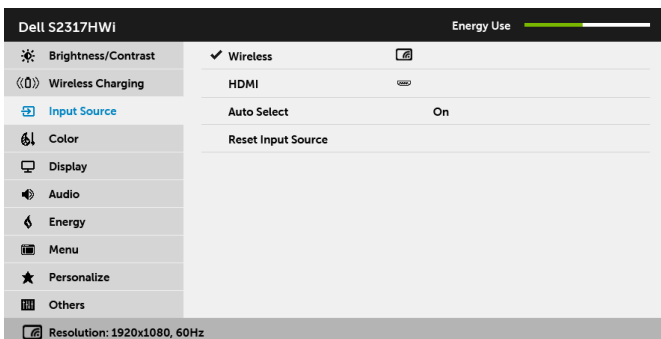 Dell S2317HWi
Energy Use
Brightness/Contrast
Wireless Charging
Input Source
Color
Display
Audio
Energy
Menu
Personalize
Others
Wireless
HDMI
Auto Select On
Reset Input Source
Resolution: 1920x1080, 60Hz